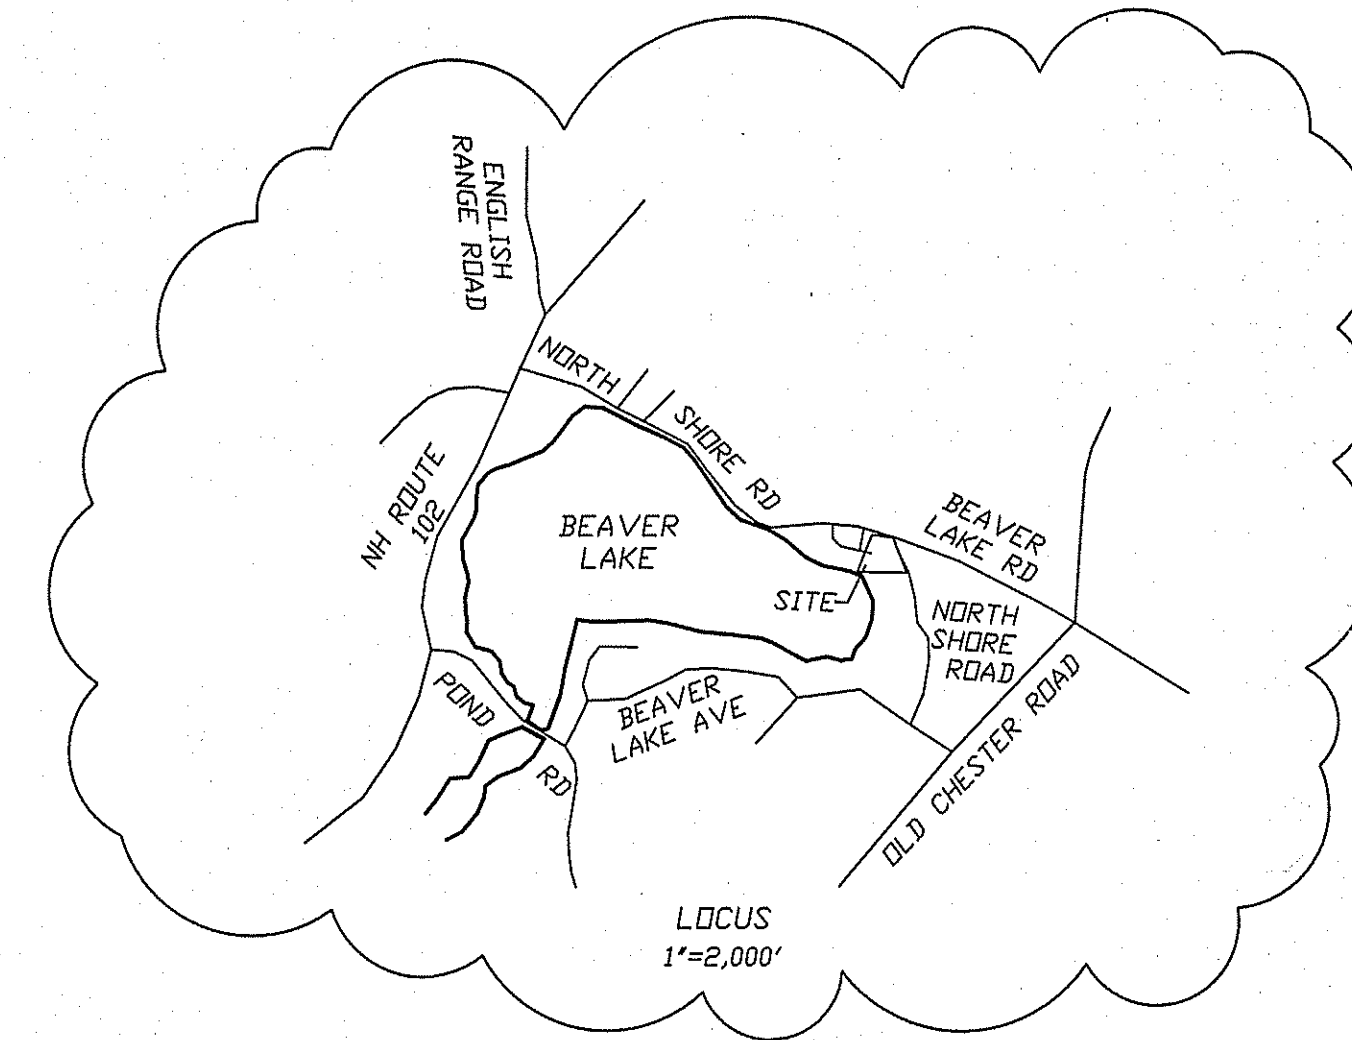 ENGLISH
RANGE ROAD
NORTH
SHORE RD
NH ROUTE
102
BEAVER
LAKE
BEAVER
LAKE RD
SITE
NORTH
SHORE
ROAD
POND
RD
BEAVER
LAKE AVE
OLD CHESTER ROAD
LOCUS
1"=2,000'